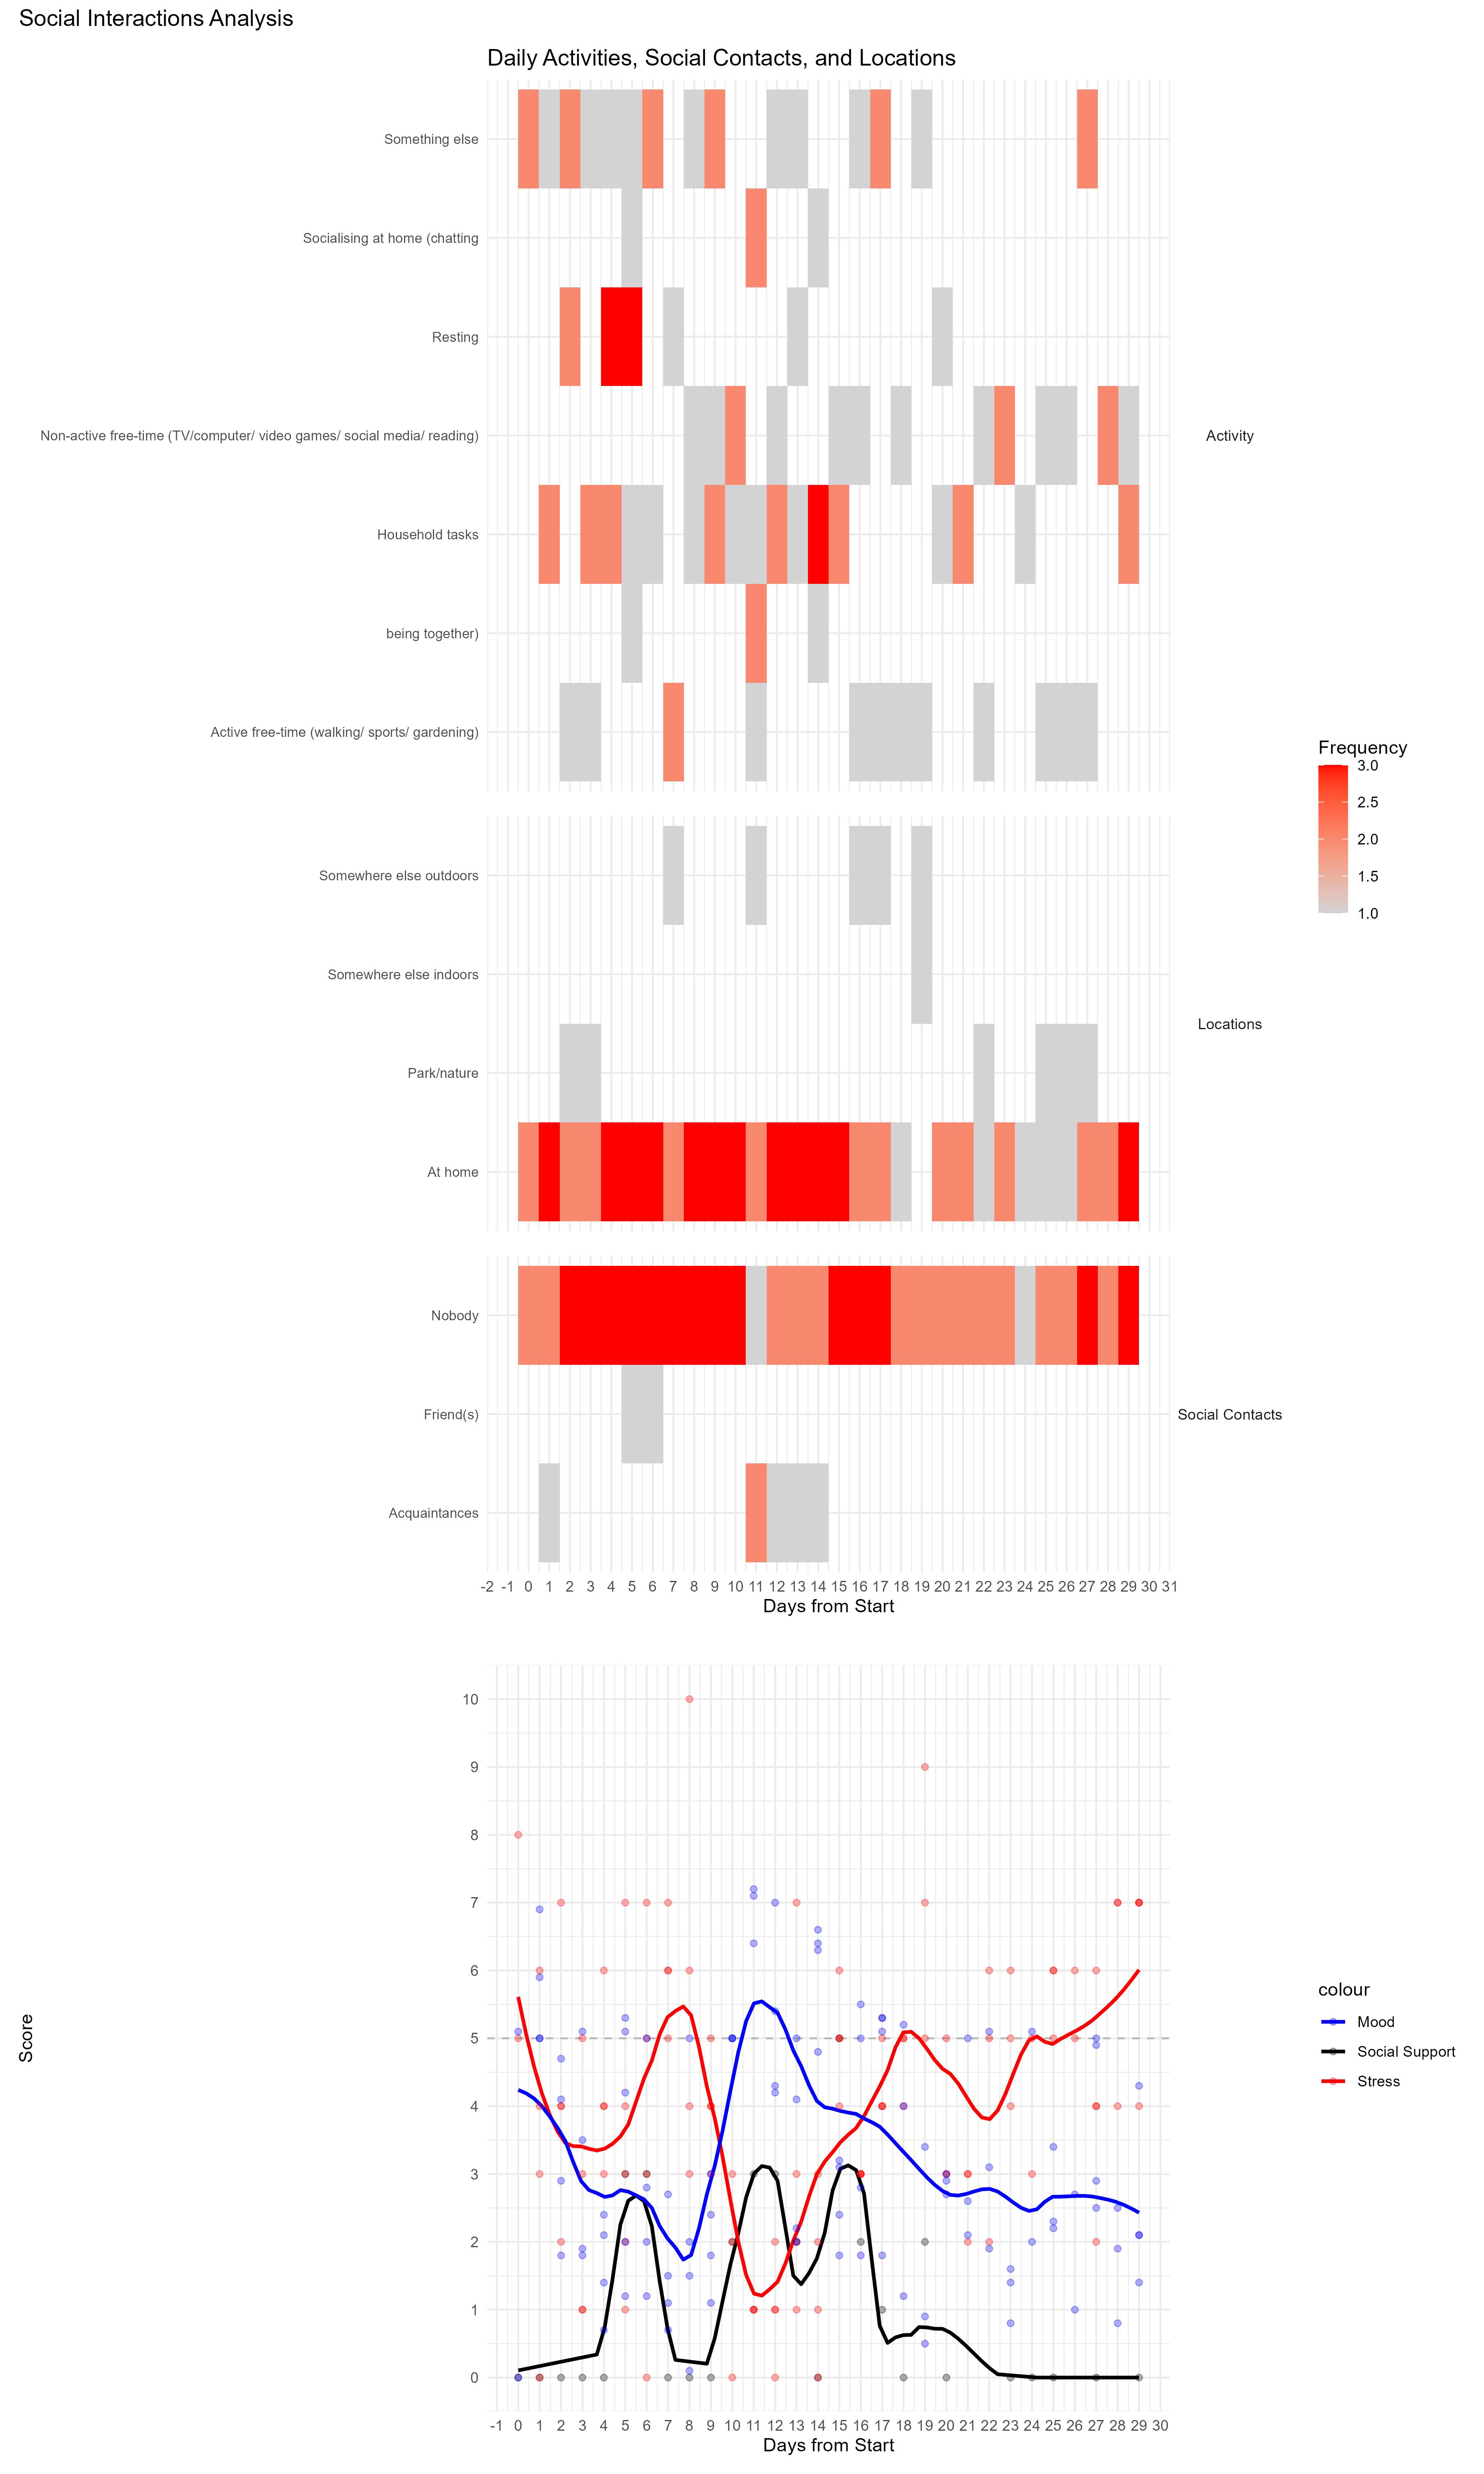 Social Interactions Analysis
Daily Activities, Social Contacts, and Locations
Something else
Socialising at home (chatting
Resting
Non-active free-time (TV/computer/ video games/ social media/ reading)
Household tasks
being together)
Active free-time (walking/ sports/ gardening)
Activity
Somewhere else outdoors
Somewhere else indoors
Park/nature
At home
Locations
Nobody
Friend(s)
Acquaintances
Social Contacts
-2 -1 0 1 2 3 4 5 6 7 8 9 10 11 12 13 14 15 16 17 18 19 20 21 22 23 24 25 26 27 28 29 30 31
Days from Start
Frequency
3.0
2.5
2.0
1.5
1.0
Score
10
9
8
7
6
5
4
3
2
1
0
-1 0 1 2 3 4 5 6 7 8 9 10 11 12 13 14 15 16 17 18 19 20 21 22 23 24 25 26 27 28 29 30
Days from Start
colour
Mood
Social Support
Stress